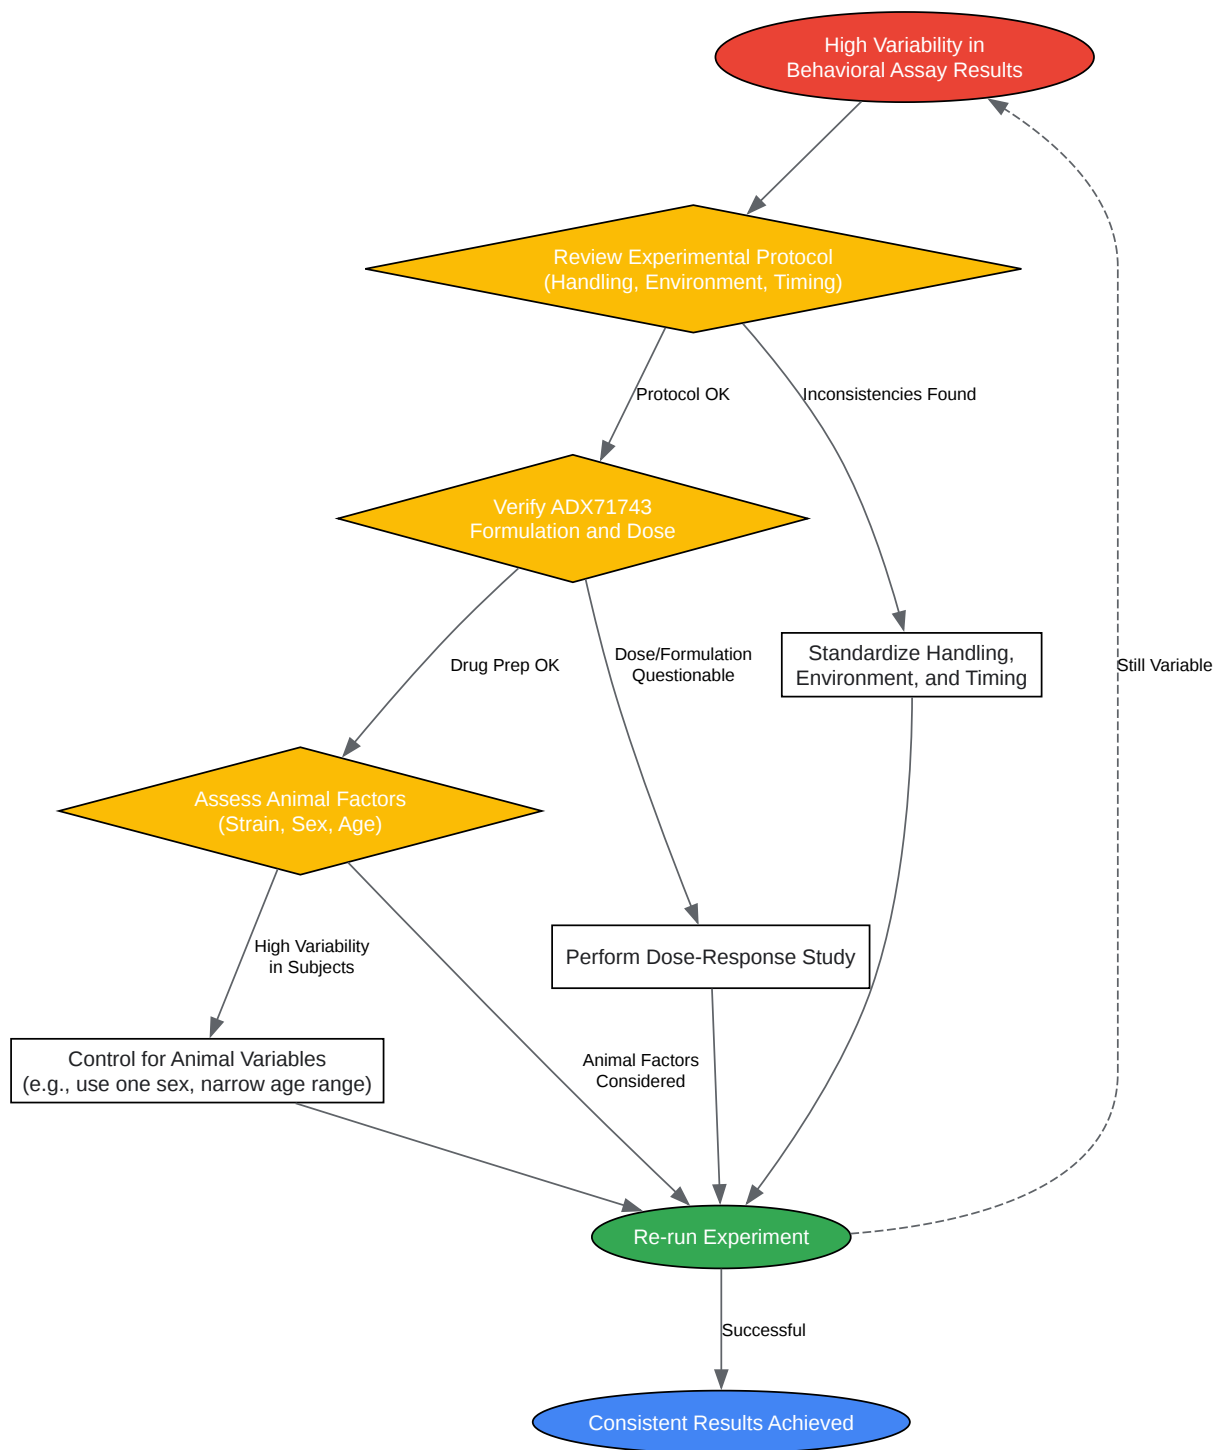 High Variability in
Behavioral Assay Results
Review Experimental Protocol
(Handling, Environment, Timing)
Protocol OK
Inconsistencies Found
Verify ADX71743
Formulation and Dose
Drug Prep OK
Dose/Formulation
Questionable
Standardize Handling,
Environment, and Timing
Still Variable
Assess Animal Factors
(Strain, Sex, Age)
High Variability
in Subjects
Perform Dose-Response Study
Control for Animal Variables
(e.g., use one sex, narrow age range)
Animal Factors
Considered
Re-run Experiment
Successful
Consistent Results Achieved